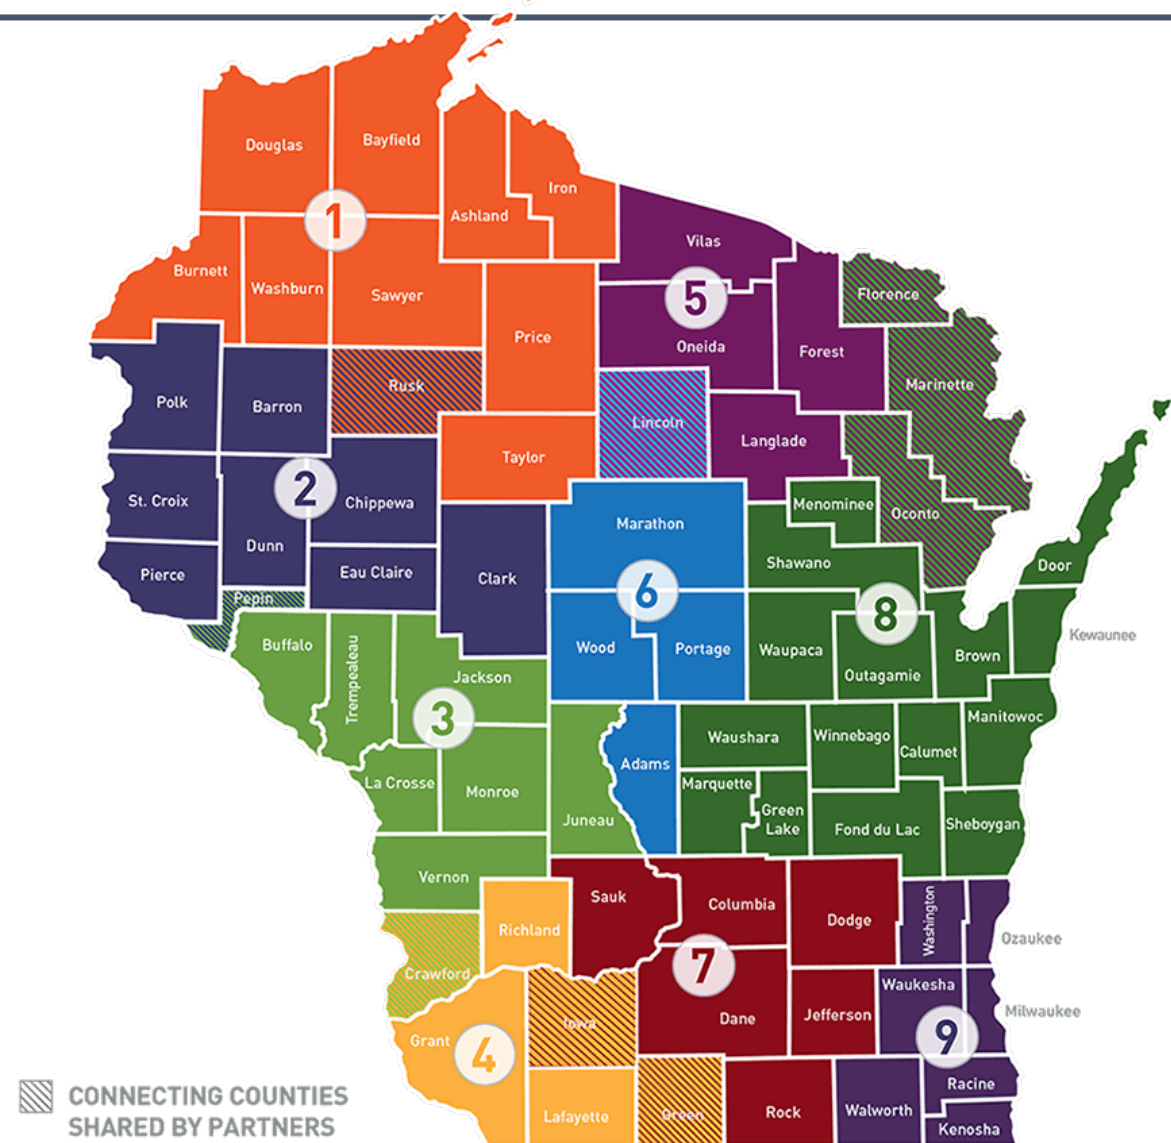 Douglas
Bayfield
Iron
Ashland
1
Vilas
Burnett
Washburn
Sawyer
5
Florence
Price
Oneida
Forest
Rusk
Marinette
Polk
Barron
Lincoln
Langlade
Taylor
2
St. Croix
Chippewa
Menominee
Oconto
Marathon
Dunn
Shawano
Door
Pierce
Eau Claire
Clark
6
Pepin
8
Kewaunee
Buffalo
Trempealeau
Wood
Portage
Waupaca
Brown
Outagamie
Jackson
3
Manitowoc
Waushara
Winnebago
Calumet
Adams
La Crosse
Monroe
Marquette
Green
Lake
Juneau
Fond du Lac
Sheboygan
Vernon
Sauk
Columbia
Dodge
Washington
Richland
Ozaukee
7
Crawford
Waukesha
Milwaukee
Iowa
Dane
Jefferson
9
Grant
4
Racine
CONNECTING COUNTIES
SHARED BY PARTNERS
Lafayette
Green
Rock
Walworth
Kenosha